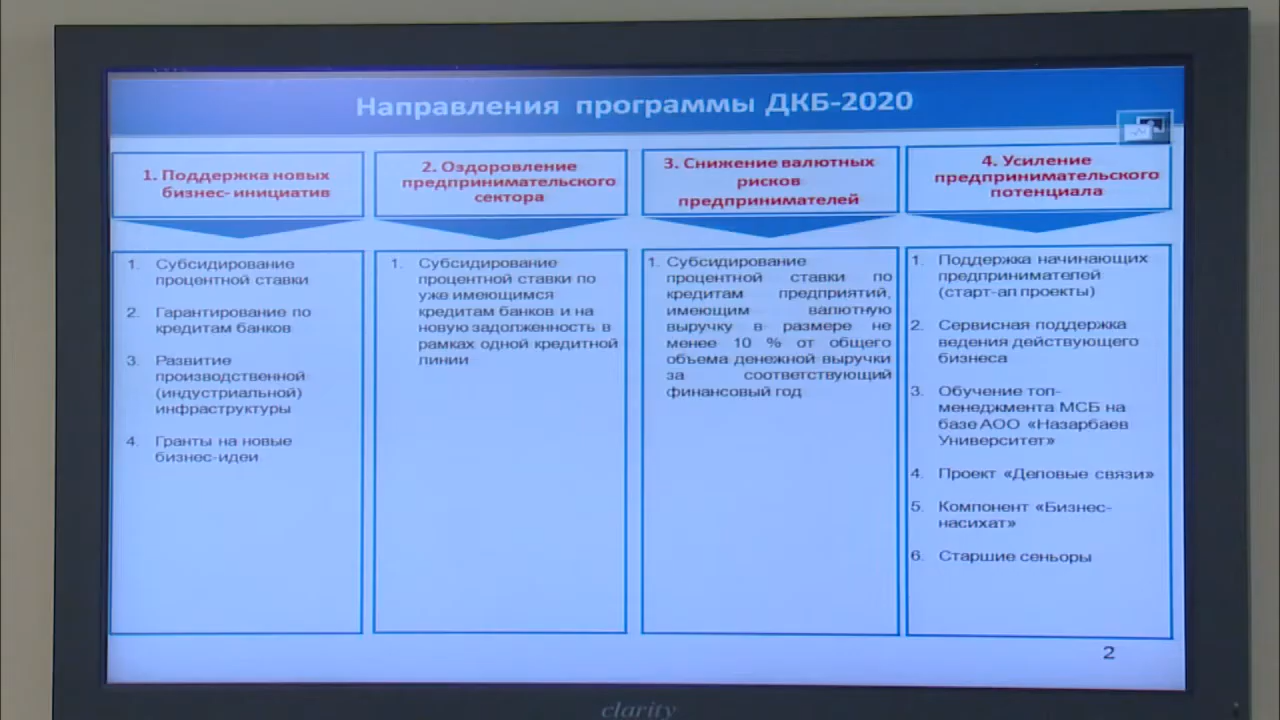 Направления программы ДКБ-2020
1. Поддержка новых
бизнес- инициатив
2. Оздоровление
предпринимательского
сектора
3. Снижение валютных
рисков
предпринимателей
4. Усиление
предпринимательского
потенциала
1. Субсидирование
процентной ставки
2. Гарантирование по
кредитам банков
3. Развитие
производственной
(индустриальной)
инфраструктуры
4. Гранты на новые
бизнес-идеи
1. Субсидирование
процентной ставки по
уже имеющимся
кредитам банков и на
новую задолженность в
рамках одной кредитной
линии
1. Субсидирование
процентной ставки по
кредитам предприятий,
имеющим валютную
выручку в размере не
менее 10 % от общего
объема денежной выручки
за соответствующий
финансовый год
1. Поддержка начинающих
предпринимателей
(старт-ап проекты)
2. Сервисная поддержка
ведения действующего
бизнеса
3. Обучение топ-
менеджмента МСБ на
базе АОО «Назарбаев
Университет»
4. Проект «Деловые связи»
5. Компонент «Бизнес-
насихат»
6. Старшие сеньоры
2
clarity